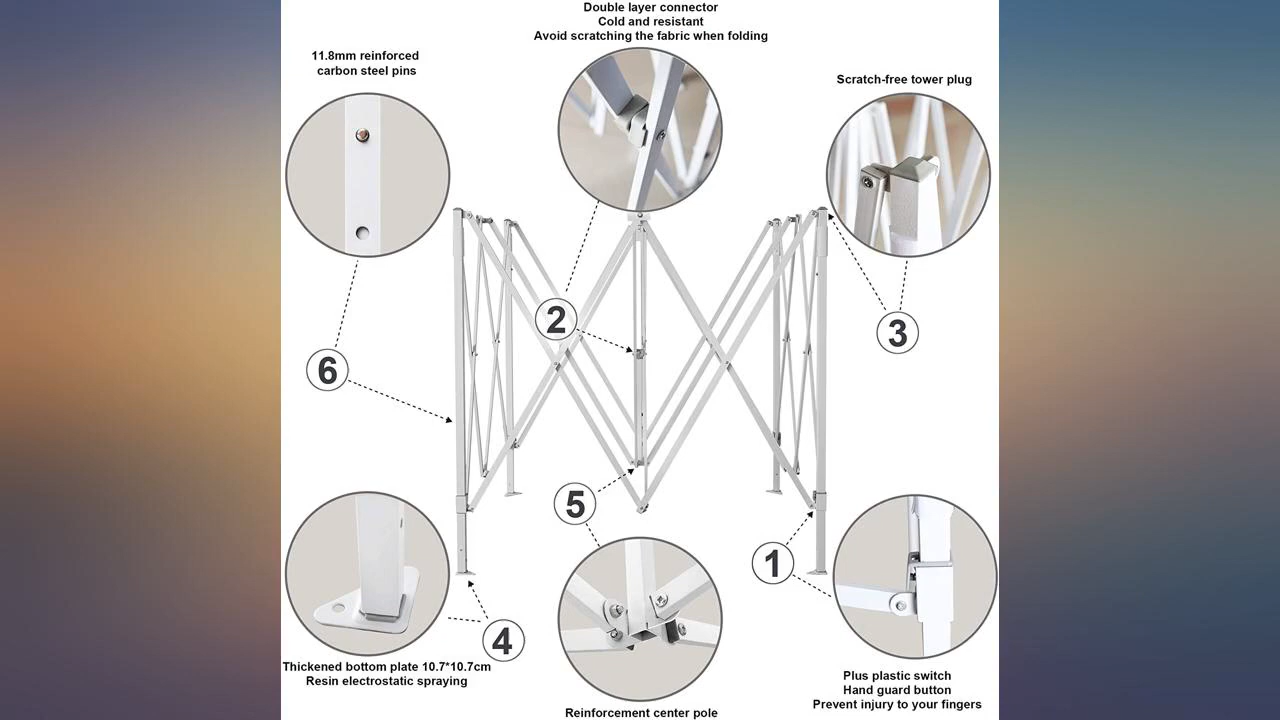 Double layer connector
Cold and resistant
Avoid scratching the fabric when folding
11.8mm reinforced
carbon steel pins
Scratch-free tower plug
2
3
6
5
1
4
Thickened bottom plate 10.7*10.7cm
Resin electrostatic spraying
Plus plastic switch
Hand guard button
Prevent injury to your fingers
Reinforcement center pole